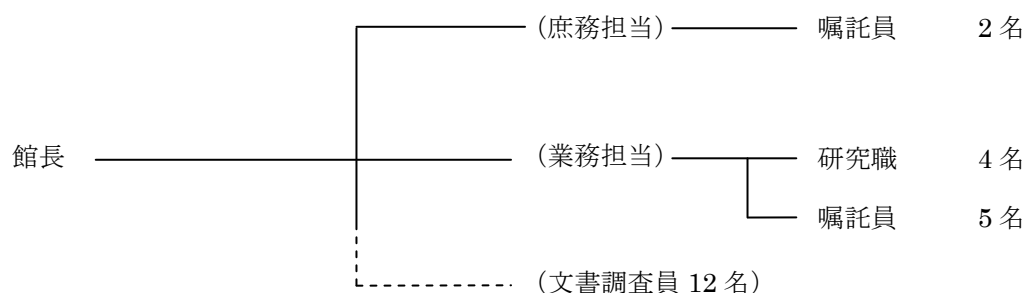 （庶務担当） 嘱託員 2名
館長 （業務担当） 研究職 4名
嘱託員 5名
（文書調査員 12名）